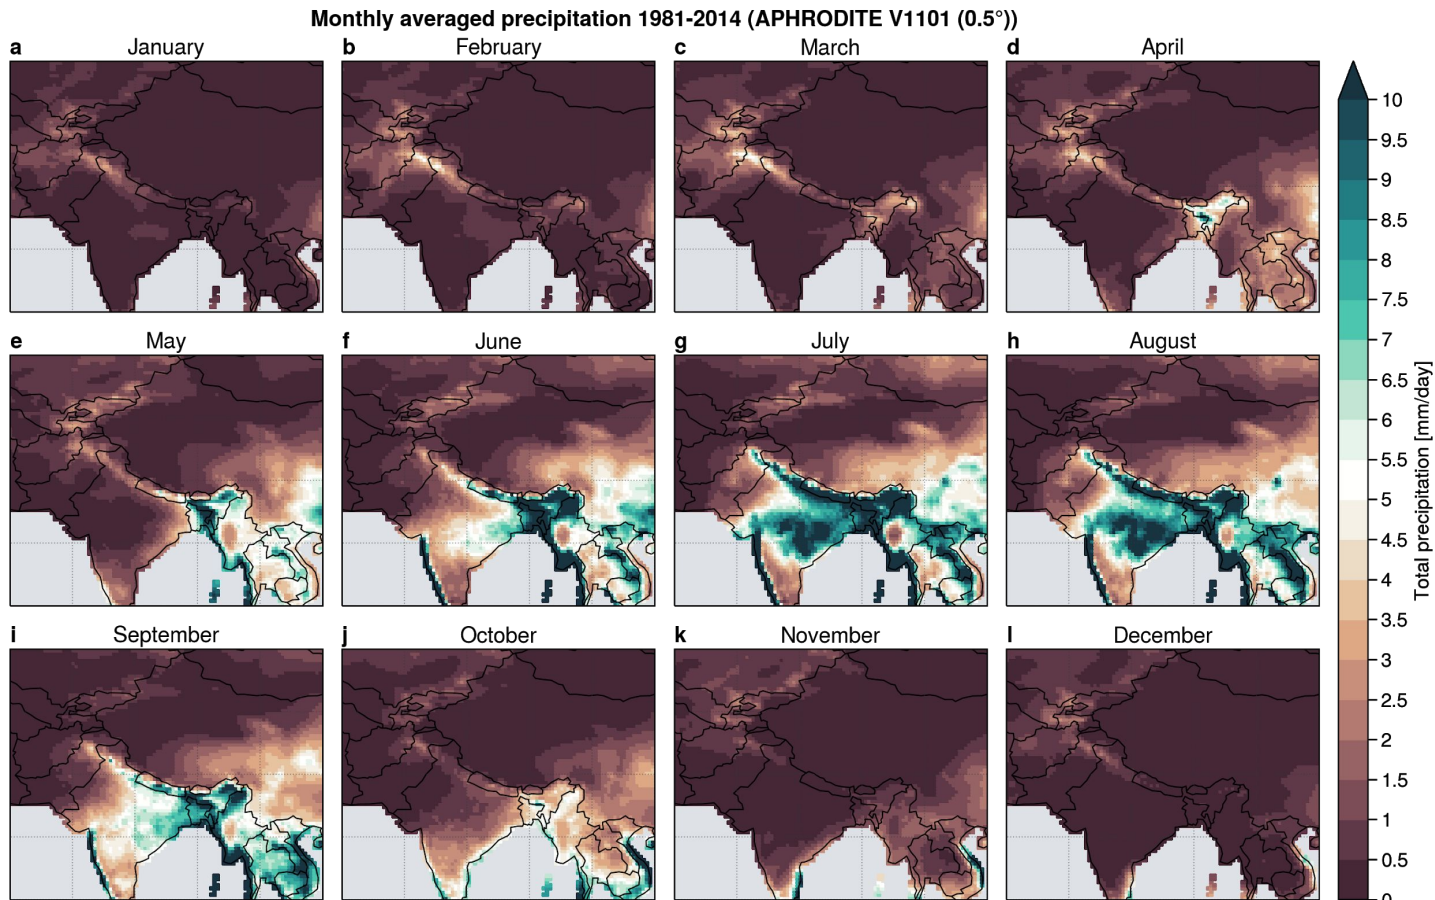 Monthly averaged precipitation 1981-2014 (APHRODITE V1101 (0.5°))
a January
b February
c March
d April
e May
f June
g July
h August
i September
j October
k November
l December
10
9.5
9
8.5
8
7.5
7
6.5
6
5.5
5
4.5
4
3.5
3
2.5
2
1.5
1
0.5
0
Total precipitation [mm/day]